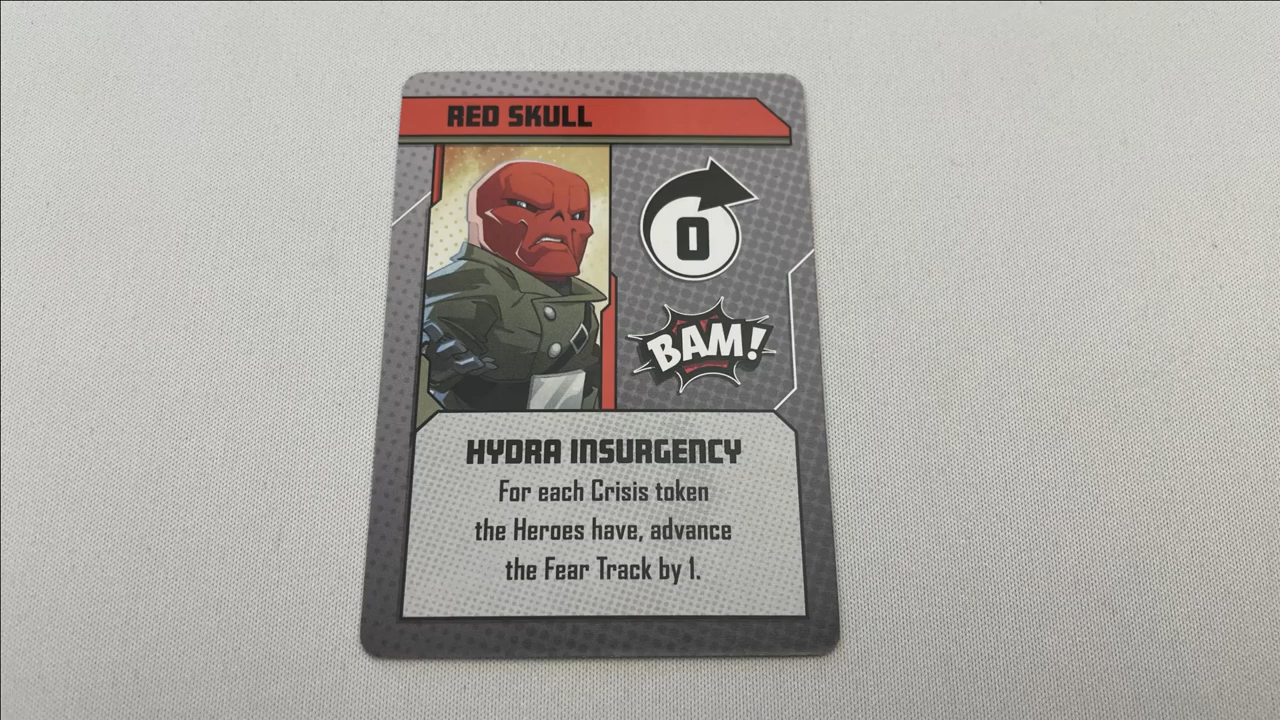 RED SKULL
0
BAM!
HYDRA INSURGENCY
For each Crisis token
the Heroes have, advance
the Fear Track by 1.